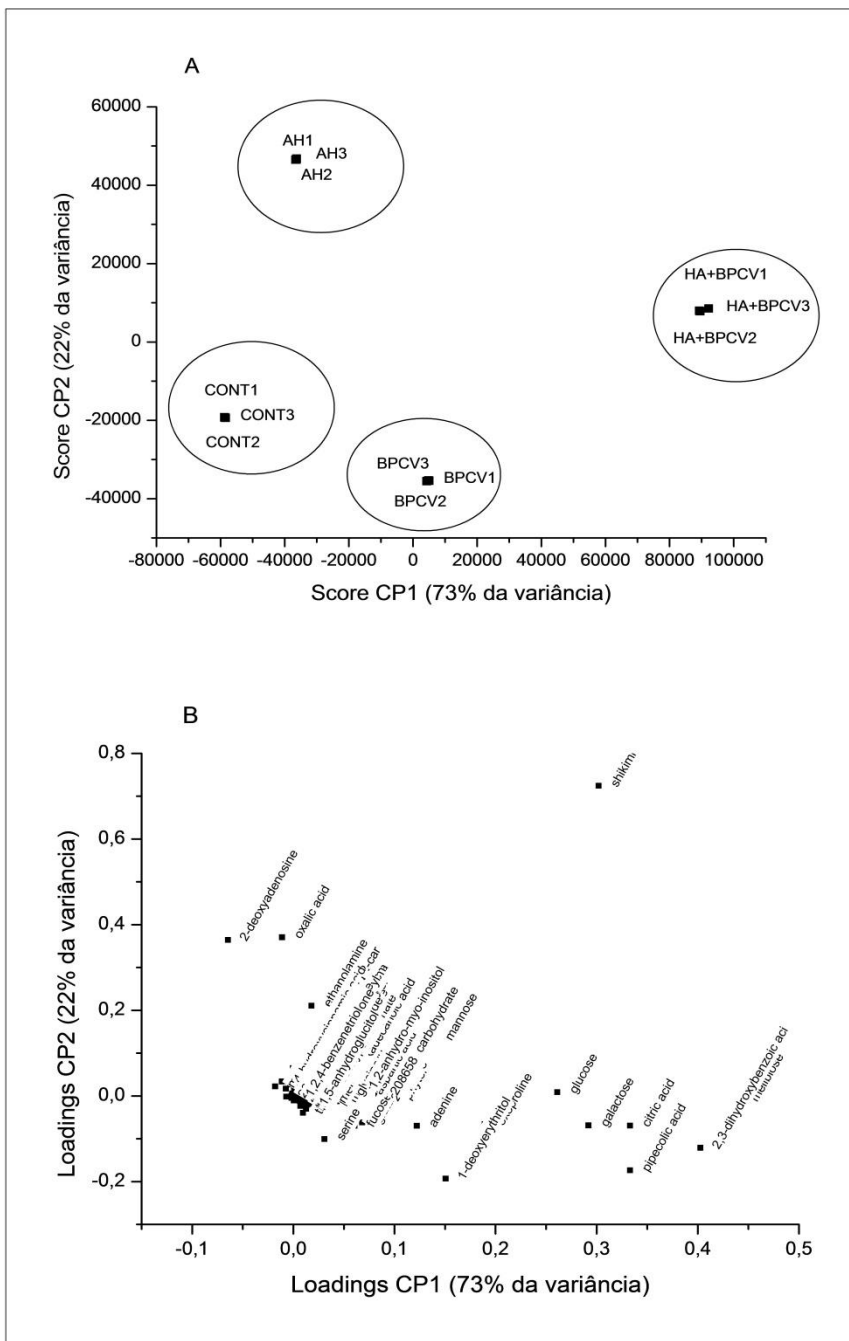 A
60000
40000
20000
0
-20000
-40000
Score CP2 (22% da variância)
AH1
AH3
AH2
HA+BPCV1
HA+BPCV3
HA+BPCV2
CONT1
CONT3
CONT2
BPCV3
BPCV1
BPCV2
-80000 -60000 -40000 -20000 0 20000 40000 60000 80000 100000
Score CP1 (73% da variância)
B
0,8
0,6
0,4
0,2
0,0
-0,2
Loadings CP2 (22% da variância)
shikimi
2-deoxyadenosine
oxalic acid
ethanolamine
1,2,4-benzenetriol
1,5-anhydroglucitol
1,2-anhydro-myo-inositol
carbohydrate
mannose
208658
fucose
serine
adenine
1-deoxyerythritol
glucose
galactose
citric acid
pipecolic acid
2,3-dihydroxybenzoic aci
-0,1 0,0 0,1 0,2 0,3 0,4 0,5
Loadings CP1 (73% da variância)